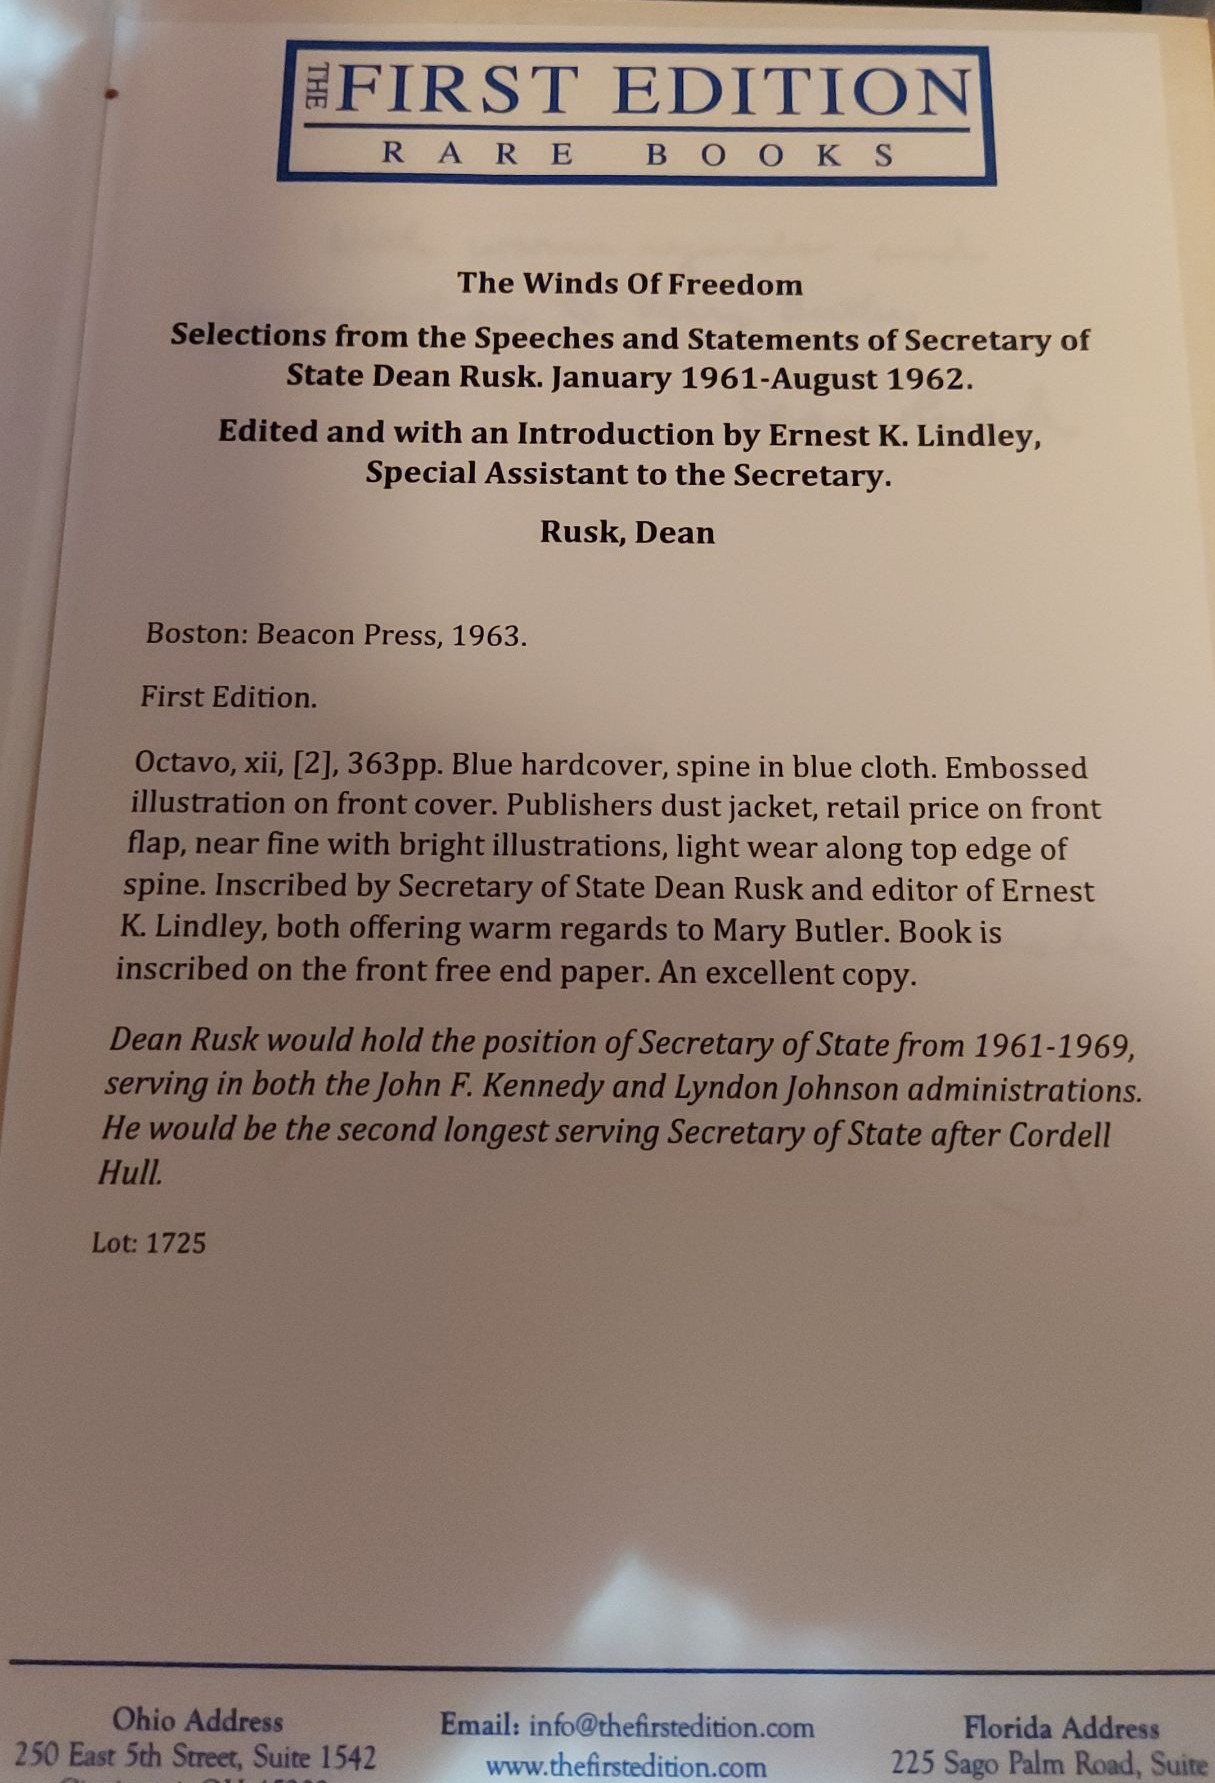 THE FIRST EDITION
RARE BOOKS
The Winds Of Freedom
Selections from the Speeches and Statements of Secretary of
State Dean Rusk. January 1961-August 1962.
Edited and with an Introduction by Ernest K. Lindley,
Special Assistant to the Secretary.
Rusk, Dean
Boston: Beacon Press, 1963.
First Edition.
Octavo, xii, [2], 363pp. Blue hardcover, spine in blue cloth. Embossed
illustration on front cover. Publishers dust jacket, retail price on front
flap, near fine with bright illustrations, light wear along top edge of
spine. Inscribed by Secretary of State Dean Rusk and editor of Ernest
K. Lindley, both offering warm regards to Mary Butler. Book is
inscribed on the front free end paper. An excellent copy.
Dean Rusk would hold the position of Secretary of State from 1961-1969,
serving in both the John F. Kennedy and Lyndon Johnson administrations.
He would be the second longest serving Secretary of State after Cordell
Hull.
Lot: 1725
Ohio Address
250 East 5th Street, Suite 1542
Email: info@thefirstedition.com
www.thefirstedition.com
Florida Address
225 Sago Palm Road, Suite